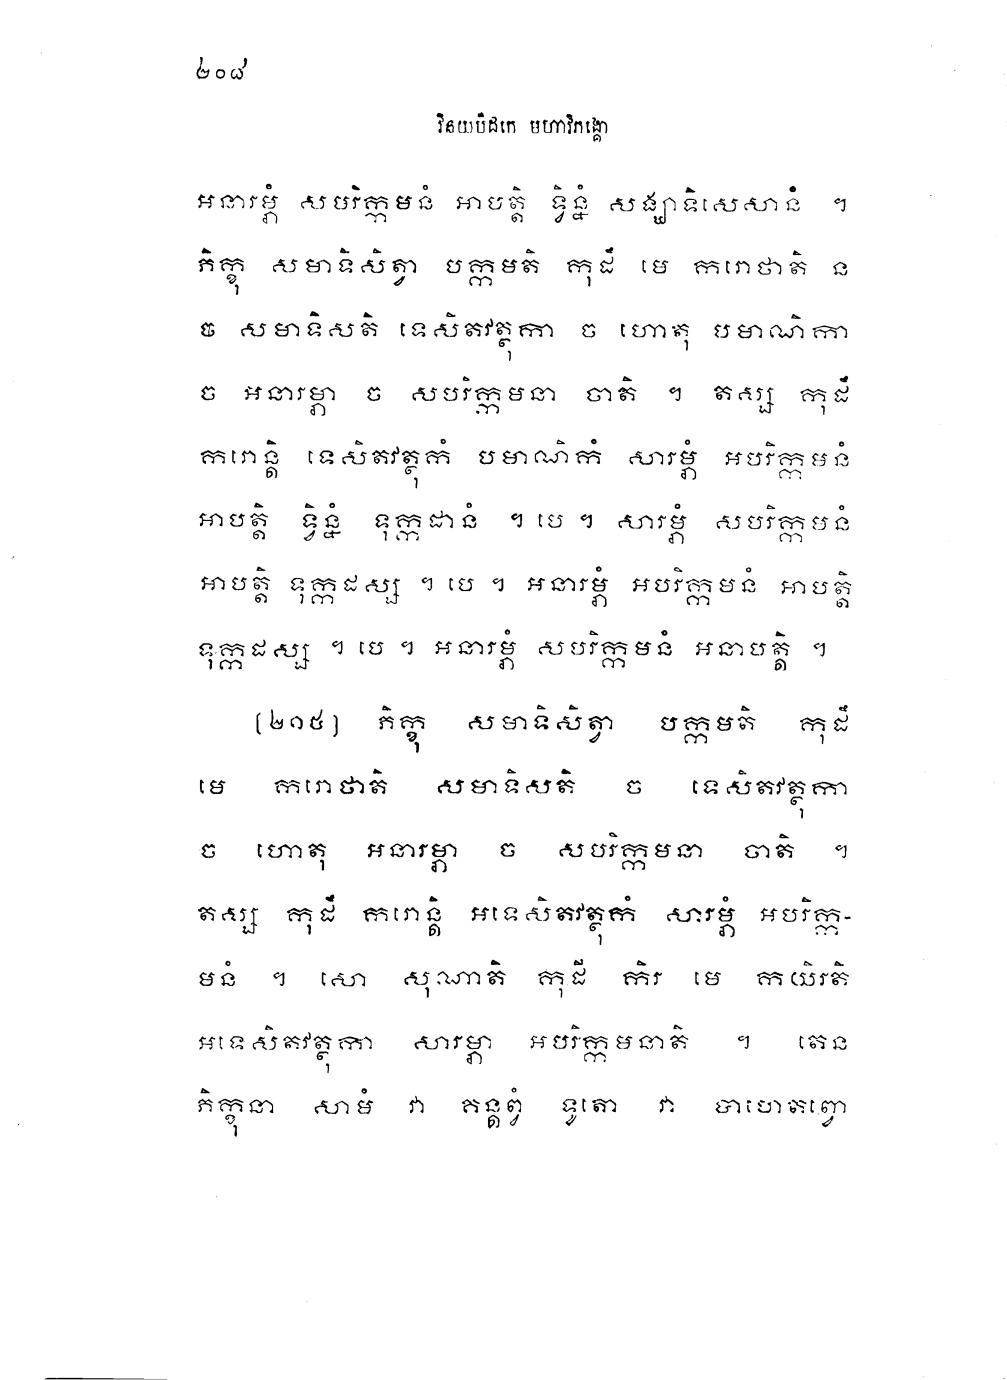 ២០៨
វិនយបិដកេ មហាវិភង្គោ
អនារម្ភំ សបរិក្កមនំ អាបត្តិ ទ្វិន្នំ សង្ឃាទិសេសានំ ។
ភិក្ខុ សមាទិសិត្វា បក្កមតិ កុដឹ មេ ករោថាតិ ន
ច សមាទិសតិ ទេសិតវត្ថុកា ច ហោតុ បមាណិកា
ច អនារម្ភា ច សបរិក្កមនា ចាតិ ។ តស្ស កុដឹ
ករោន្តិ ទេសិតវត្ថុកំ បមាណិកំ សារម្ភំ អបរិក្កមនំ
អាបត្តិ ទ្វិន្នំ ទុក្កដានំ ។ បេ ។ សារម្ភំ សបរិក្កមនំ
អាបត្តិ ទុក្កដស្ស ។ បេ ។ អនារម្ភំ អបរិក្កមនំ អាបត្តិ
ទុក្កដស្ស ។ បេ ។ អនារម្ភំ សបរិក្កមនំ អនាបត្តិ ។
(២១៥) ភិក្ខុ សមាទិសិត្វា បក្កមតិ កុដឹ
មេ ករោថាតិ សមាទិសតិ ច ទេសិតវត្ថុកា
ច ហោតុ អនារម្ភា ច សបរិក្កមនា ចាតិ ។
តស្ស កុដឹ ករោន្តិ អទេសិតវត្ថុកំ សារម្ភំ អបរិក្ក-
មនំ ។ សោ សុណាតិ កុដី កិរ មេ កយិរតិ
អទេសិតវត្ថុកា សារម្ភា អបរិក្កមនាតិ ។ តេន
ភិក្ខុនា សាមំ វា គន្តព្វំ ទូតោ វា បាហេតព្វោ